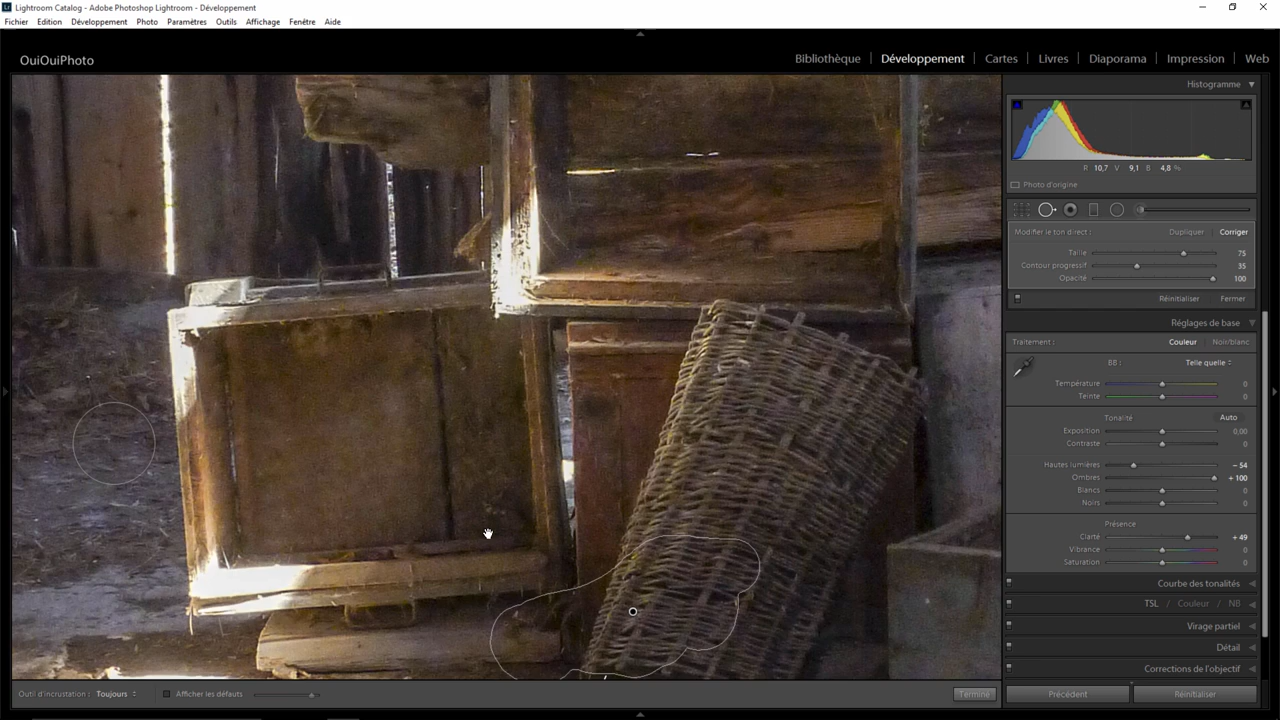 Lightroom Catalog - Adobe Photoshop Lightroom - Développement
Fichier Edition Développement Photo Paramètres Outils Affichage Fenêtre Aide
OuiOuiPhoto
Bibliothèque Développement Cartes Livres Diaporama Impression Web
Histogramme
R 10,7 V 9,1 B 4,8 %
Photo d'origine
Modifier le ton direct : Dupliquer Corriger
Taille 75
Contour progressif 35
Opacité 100
Réinitialiser Fermer
Réglages de base
Traitement : Couleur Noir/blanc
BB : Telle quelle
Température 0
Teinte 0
Tonalité Auto
Exposition 0,00
Contraste 0
Hautes lumières – 54
Ombres + 100
Blancs 0
Noirs 0
Présence
Clarté + 49
Vibrance 0
Saturation 0
Courbe des tonalités
TSL / Couleur / NB
Virage partiel
Détail
Corrections de l'objectif
Outil d'incrustation : Toujours Afficher les défauts Terminé
Précédent Réinitialiser